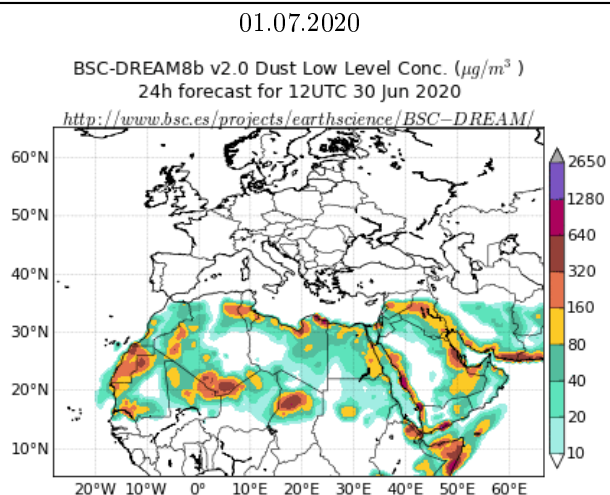 01.07.2020
BSC-DREAM8b v2.0 Dust Low Level Conc. (μg/m³ )
24h forecast for 12UTC 30 Jun 2020
http://www.bsc.es/projects/earthscience/BSC−DREAM/
60°N
50°N
40°N
30°N
20°N
10°N
20°W 10°W 0° 10°E 20°E 30°E 40°E 50°E 60°E
2650
1280
640
320
160
80
40
20
10